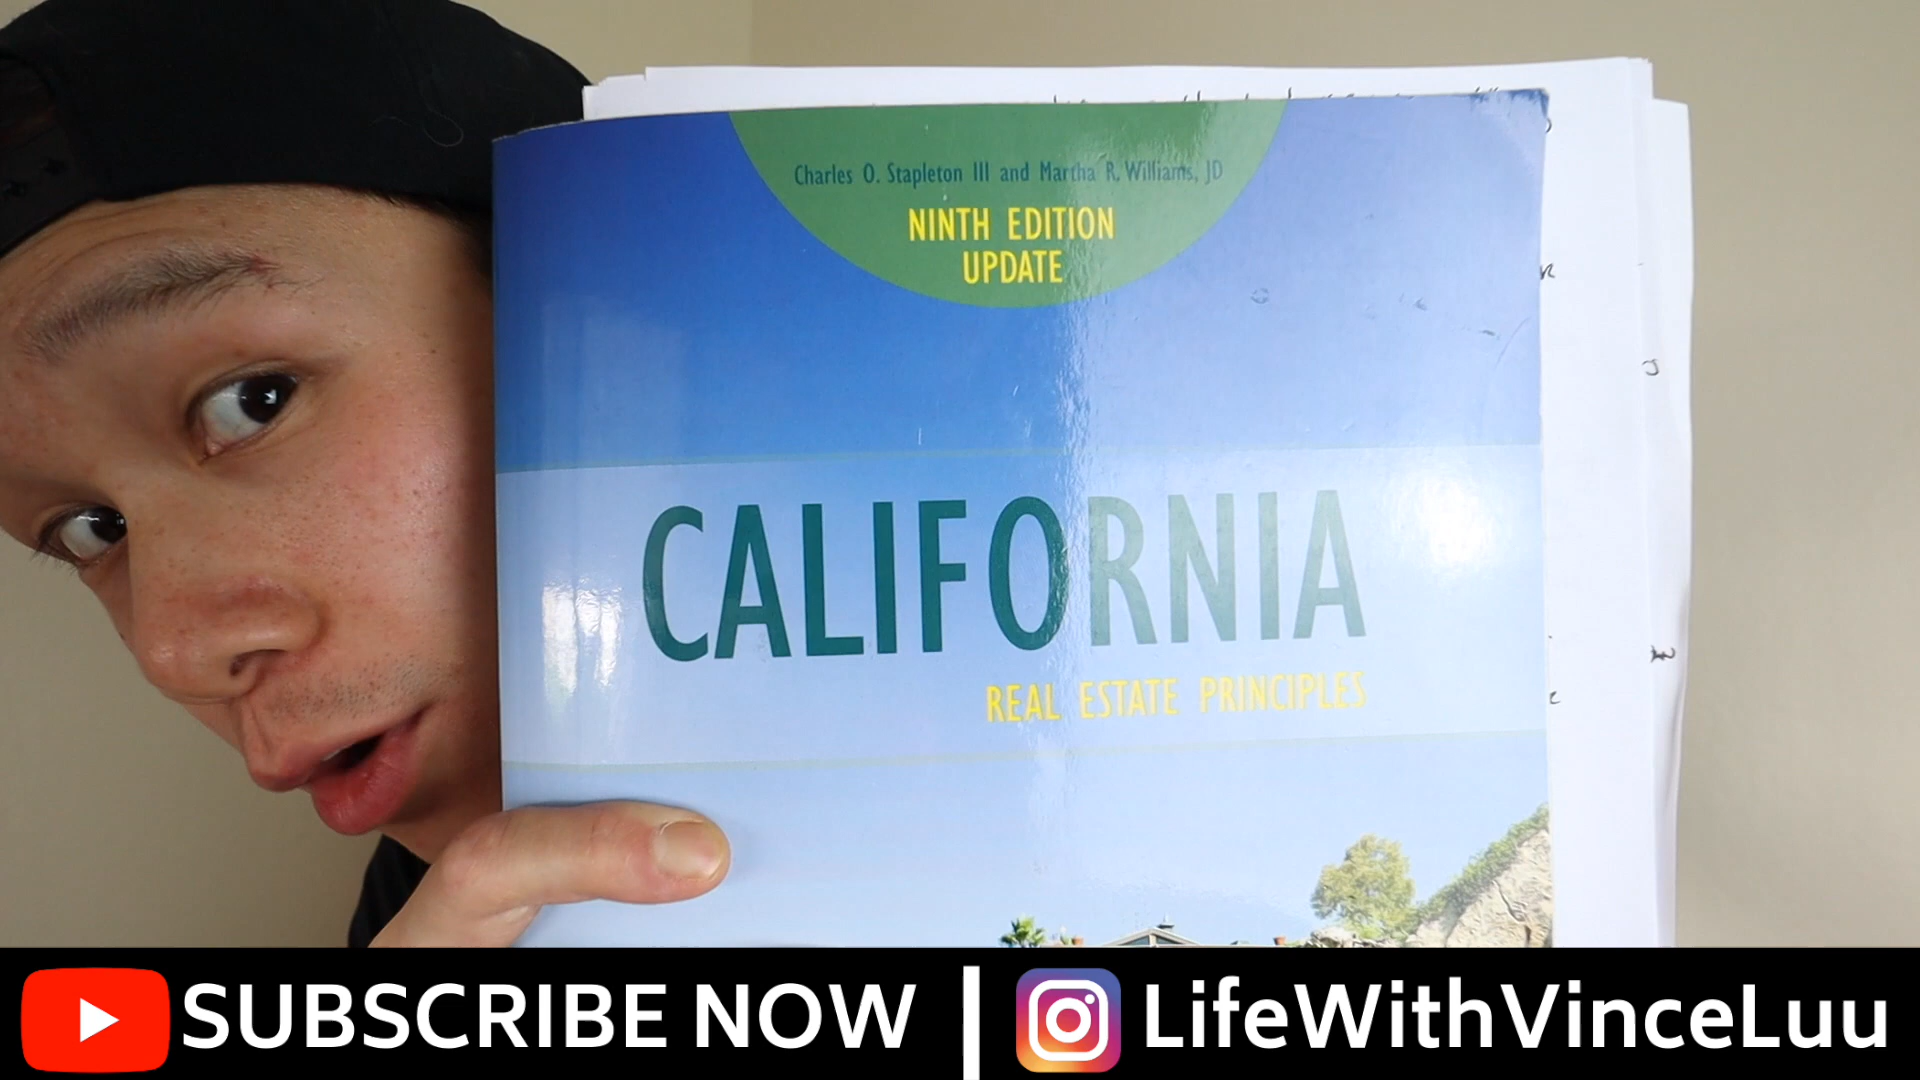 Charles O. Stapleton III and Martha R. Williams, JD
NINTH EDITION
UPDATE
CALIFORNIA
REAL ESTATE PRINCIPLES
SUBSCRIBE NOW | LifeWithVinceLuu